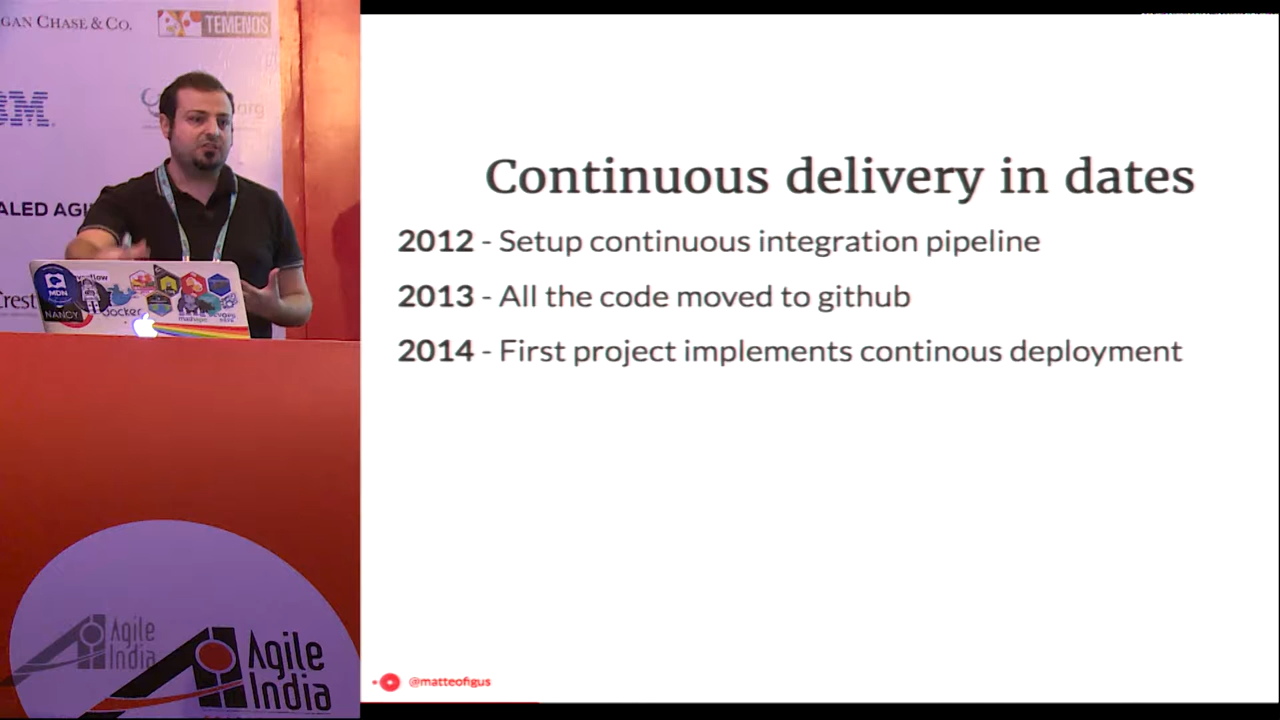 GAN CHASE & CO.
TEMENOS
IBM
ALED AGI
Crest
MDN
NANCY
docker
Agile
India
Agile
India
Continuous delivery in dates
2012 - Setup continuous integration pipeline
2013 - All the code moved to github
2014 - First project implements continous deployment
@matteofigus